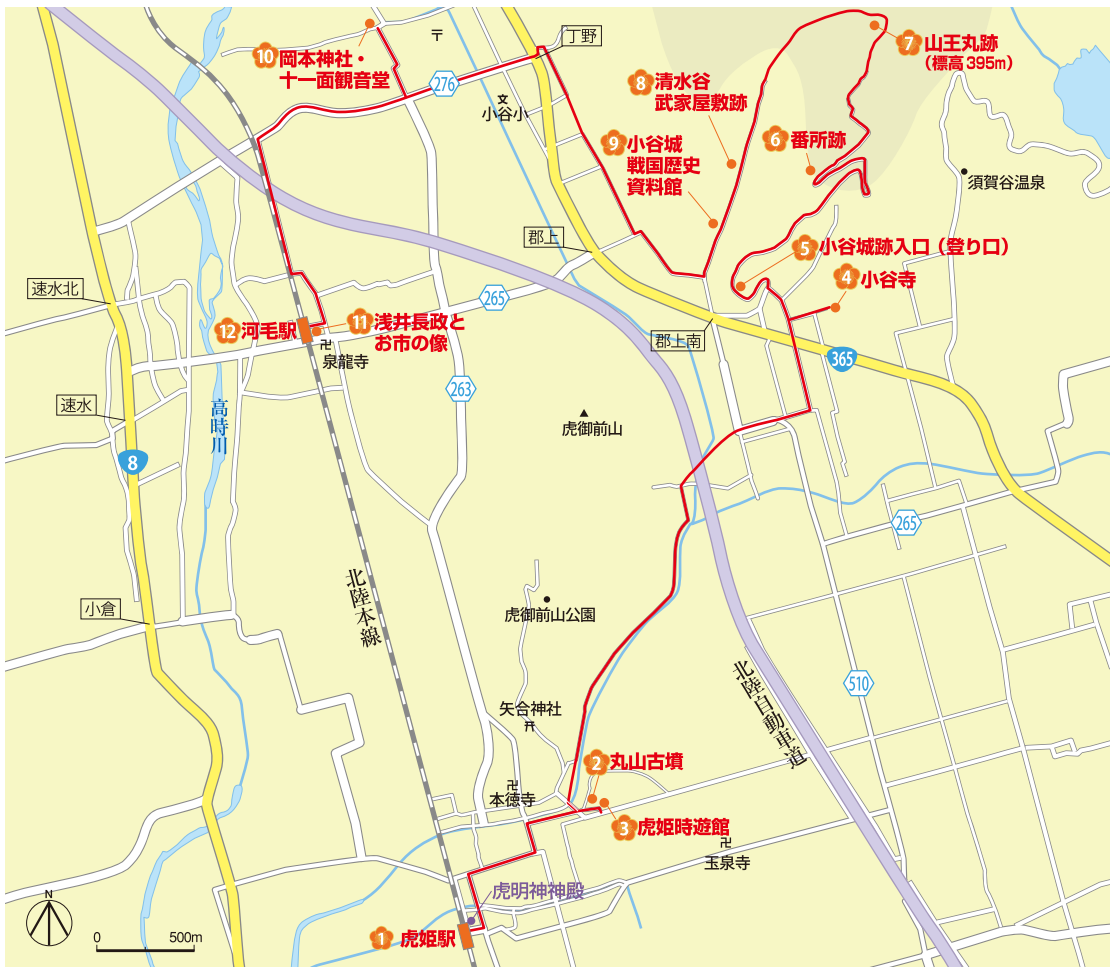 10 岡本神社・
十一面観音堂
〒
丁野
276
文
小谷小
7 山王丸跡
(標高395m)
8 清水谷
武家屋敷跡
6 番所跡
9 小谷城
戦国歴史
資料館
須賀谷温泉
郡上
5 小谷城跡入口(登り口)
4 小谷寺
速水北
265
12 河毛駅
11 浅井長政と
お市の像
卍
泉龍寺
郡上南
365
263
速水
高時川
虎御前山
8
265
北陸本線
虎御前山公園
小倉
北陸自動車道
510
矢合神社
2 丸山古墳
卍
本徳寺
3 虎姫時遊館
卍
玉泉寺
虎明神神殿
1 虎姫駅
N
0 500m